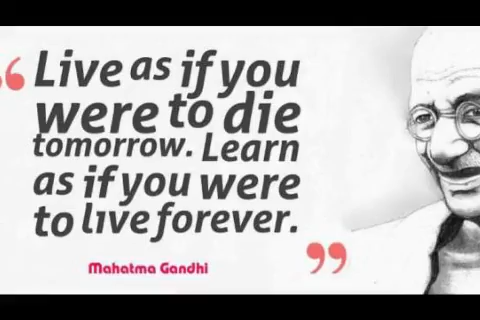 “Live as if you
were to die
tomorrow. Learn
as if you were
to live forever.
”
Mahatma Gandhi